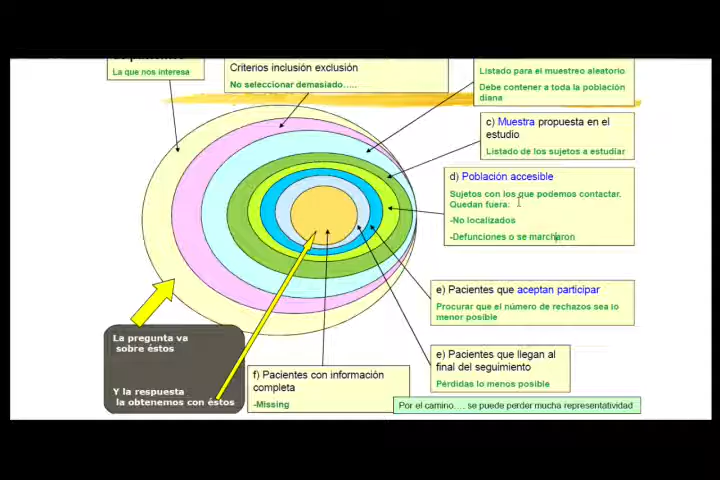 La que nos interesa
Criterios inclusión exclusión
No seleccionar demasiado.....
Listado para el muestreo aleatorio
Debe contener a toda la población
diana
c) Muestra propuesta en el
estudio
Listado de los sujetos a estudiar
d) Población accesible
Sujetos con los que podemos contactar.
Quedan fuera:
-No localizados
-Defunciones o se marcharon
e) Pacientes que aceptan participar
Procurar que el número de rechazos sea lo
menor posible
e) Pacientes que llegan al
final del seguimiento
Pérdidas lo menos posible
f) Pacientes con información
completa
-Missing
La pregunta va
sobre éstos
Y la respuesta
la obtenemos con éstos
Por el camino.... se puede perder mucha representatividad